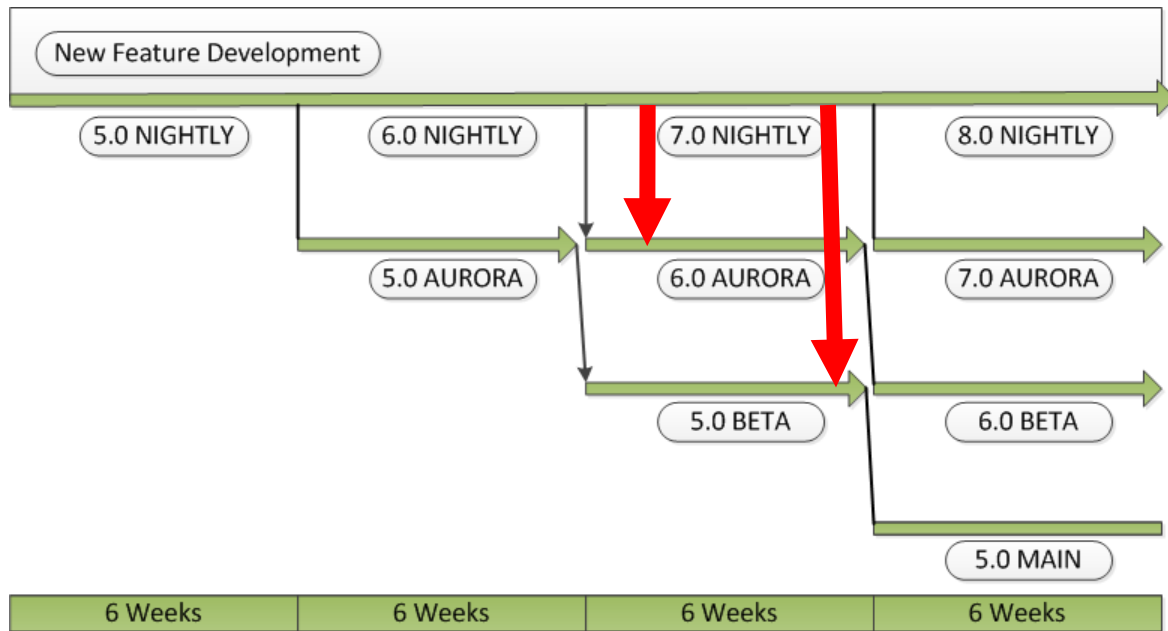 New Feature Development
5.0 NIGHTLY
6.0 NIGHTLY
7.0 NIGHTLY
8.0 NIGHTLY
5.0 AURORA
6.0 AURORA
7.0 AURORA
5.0 BETA
6.0 BETA
5.0 MAIN
6 Weeks
6 Weeks
6 Weeks
6 Weeks